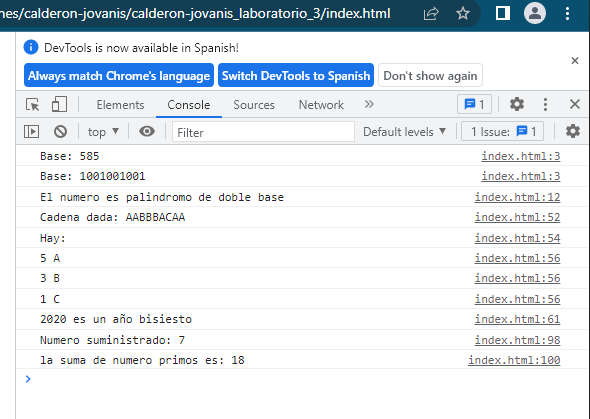 nes/calderon-jovanis/calderon-jovanis_laboratorio_3/index.html
DevTools is now available in Spanish!
Always match Chrome's language Switch DevTools to Spanish Don't show again
Elements Console Sources Network 1
top Filter Default levels 1 Issue: 1
Base: 585 index.html:3
Base: 1001001001 index.html:3
El numero es palindromo de doble base index.html:12
Cadena dada: AABBBACAA index.html:52
Hay: index.html:54
5 A index.html:56
3 B index.html:56
1 C index.html:56
2020 es un año bisiesto index.html:61
Numero suministrado: 7 index.html:98
la suma de numero primos es: 18 index.html:100